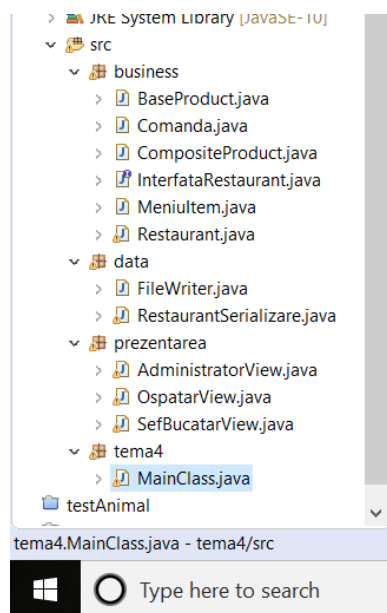 JRE System Library [JavaSE-10]
src
business
BaseProduct.java
Comanda.java
CompositeProduct.java
InterfataRestaurant.java
MeniuItem.java
Restaurant.java
data
FileWriter.java
RestaurantSerializare.java
prezentarea
AdministratorView.java
OspatarView.java
SefBucatarView.java
tema4
MainClass.java
testAnimal
tema4.MainClass.java - tema4/src
Type here to search